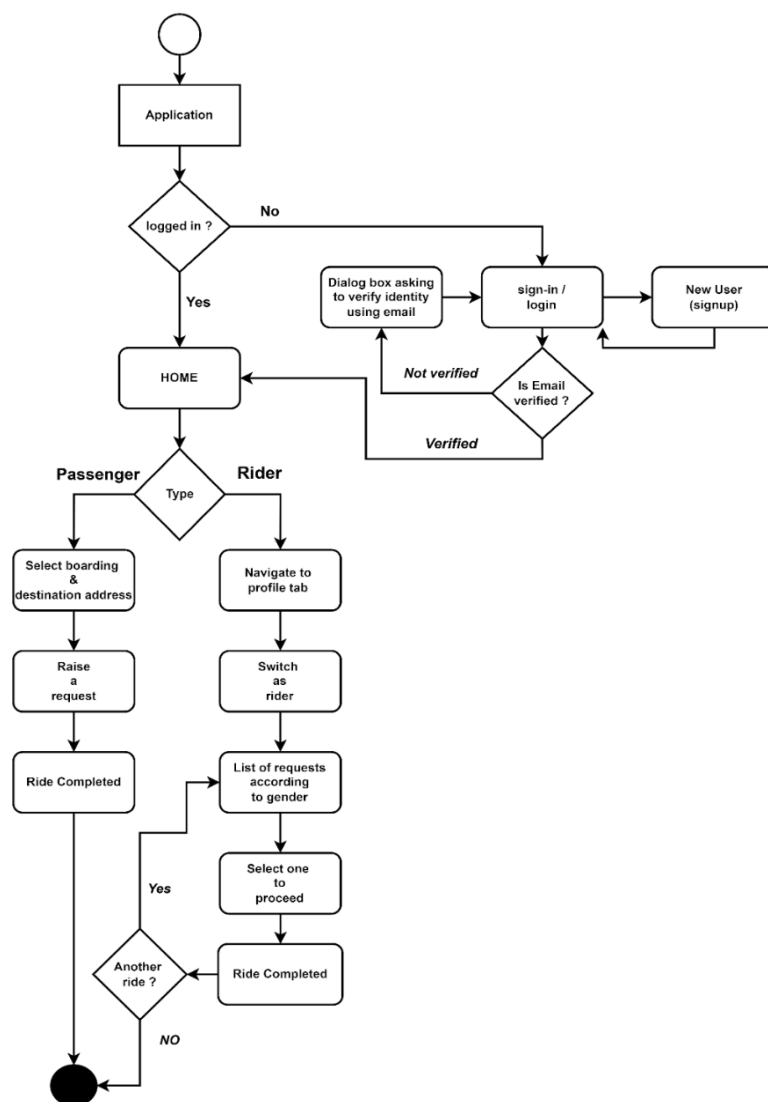 Application
logged in ?
No
Yes
Dialog box asking
to verify identity
using email
sign-in /
login
New User
(signup)
HOME
Not verified
Is Email
verified ?
Verified
Passenger
Rider
Type
Select boarding
&
destination address
Navigate to
profile tab
Raise
a
request
Switch
as
rider
Ride Completed
List of requests
according
to gender
Yes
Select one
to
proceed
Another
ride ?
Ride Completed
NO